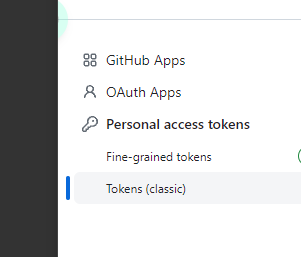 GitHub Apps
OAuth Apps
Personal access tokens
Fine-grained tokens
Tokens (classic)